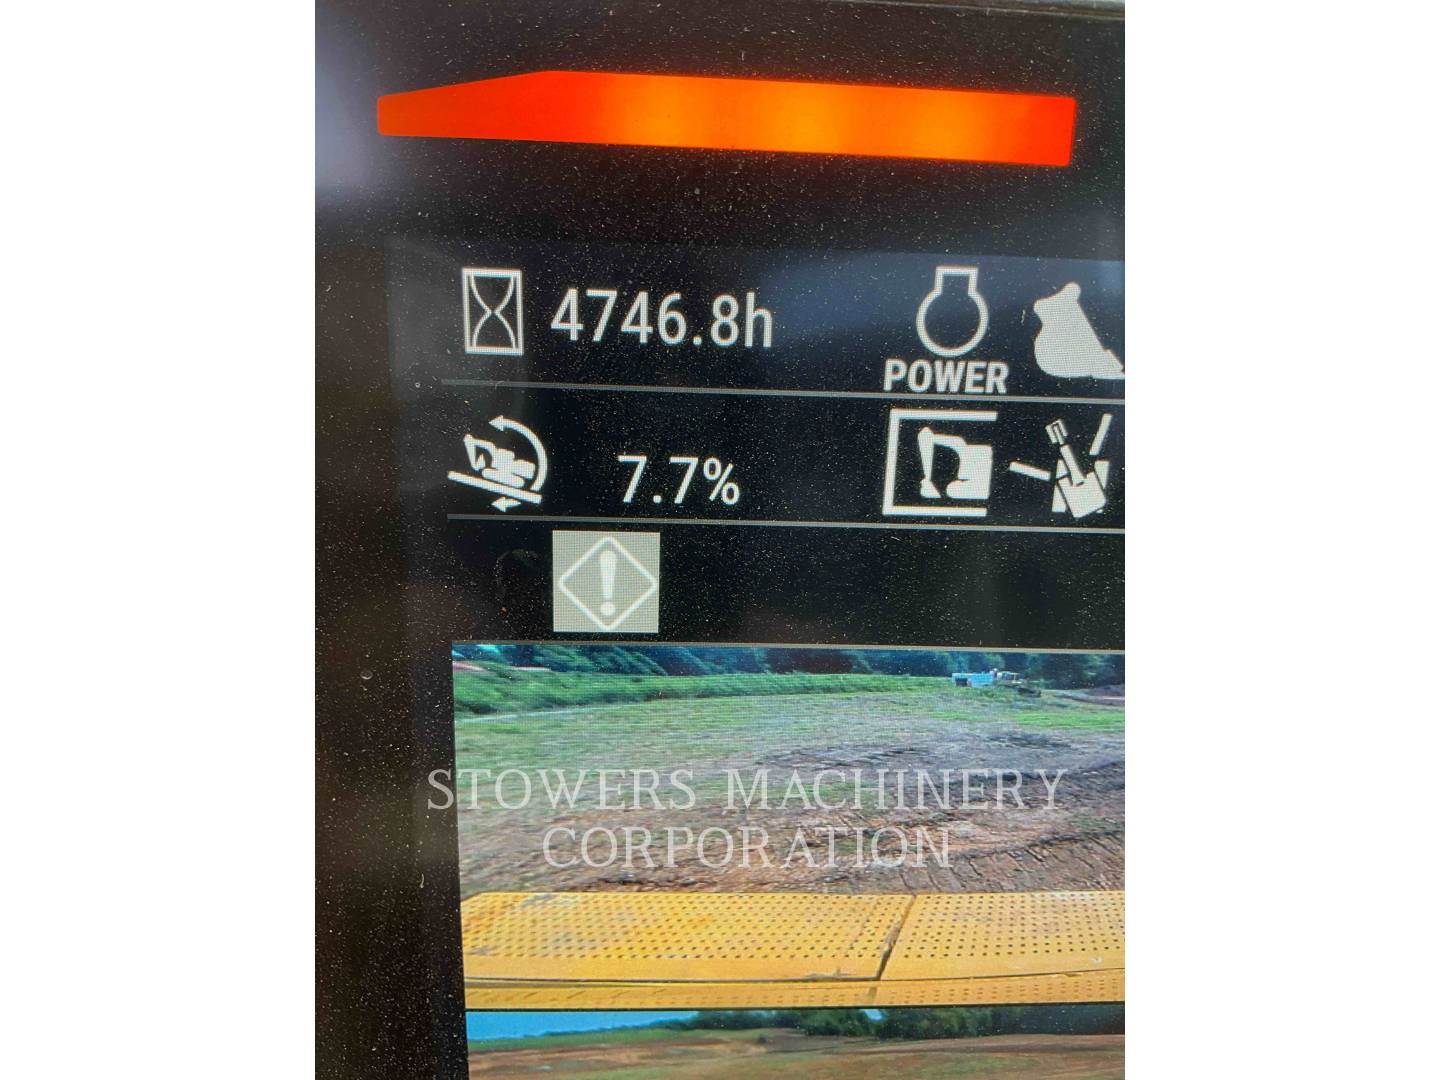 4746.8h
POWER
7.7%
!
STOWERS MACHINERY
CORPORATION